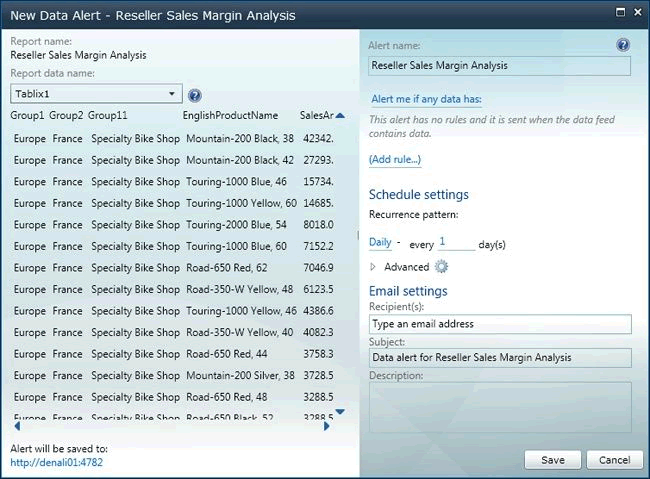 New Data Alert - Reseller Sales Margin Analysis
Report name:
Reseller Sales Margin Analysis
Report data name:
Tablix1
Group1 Group2 Group11 EnglishProductName SalesAr
Europe France Specialty Bike Shop Mountain-200 Black, 38 42342.
Europe France Specialty Bike Shop Mountain-200 Black, 42 27293.
Europe France Specialty Bike Shop Touring-1000 Blue, 46 15734.
Europe France Specialty Bike Shop Touring-1000 Yellow, 60 14685.
Europe France Specialty Bike Shop Touring-2000 Blue, 54 8018.0
Europe France Specialty Bike Shop Touring-1000 Blue, 60 7152.2
Europe France Specialty Bike Shop Road-650 Red, 62 7046.9
Europe France Specialty Bike Shop Road-350-W Yellow, 48 6123.5
Europe France Specialty Bike Shop Touring-1000 Yellow, 46 4386.6
Europe France Specialty Bike Shop Road-350-W Yellow, 40 4082.3
Europe France Specialty Bike Shop Road-650 Red, 44 3758.3
Europe France Specialty Bike Shop Mountain-200 Silver, 38 3728.5
Europe France Specialty Bike Shop Road-650 Red, 48 3288.5
Europe France Specialty Bike Shop Road-650 Black, 52 3288.5
Alert will be saved to:
http://denali01:4782
Alert name:
Reseller Sales Margin Analysis
Alert me if any data has:
This alert has no rules and it is sent when the data feed
contains data.
(Add rule...)
Schedule settings
Recurrence pattern:
Daily - every 1 day(s)
Advanced
Email settings
Recipient(s):
Type an email address
Subject:
Data alert for Reseller Sales Margin Analysis
Description:
Save Cancel